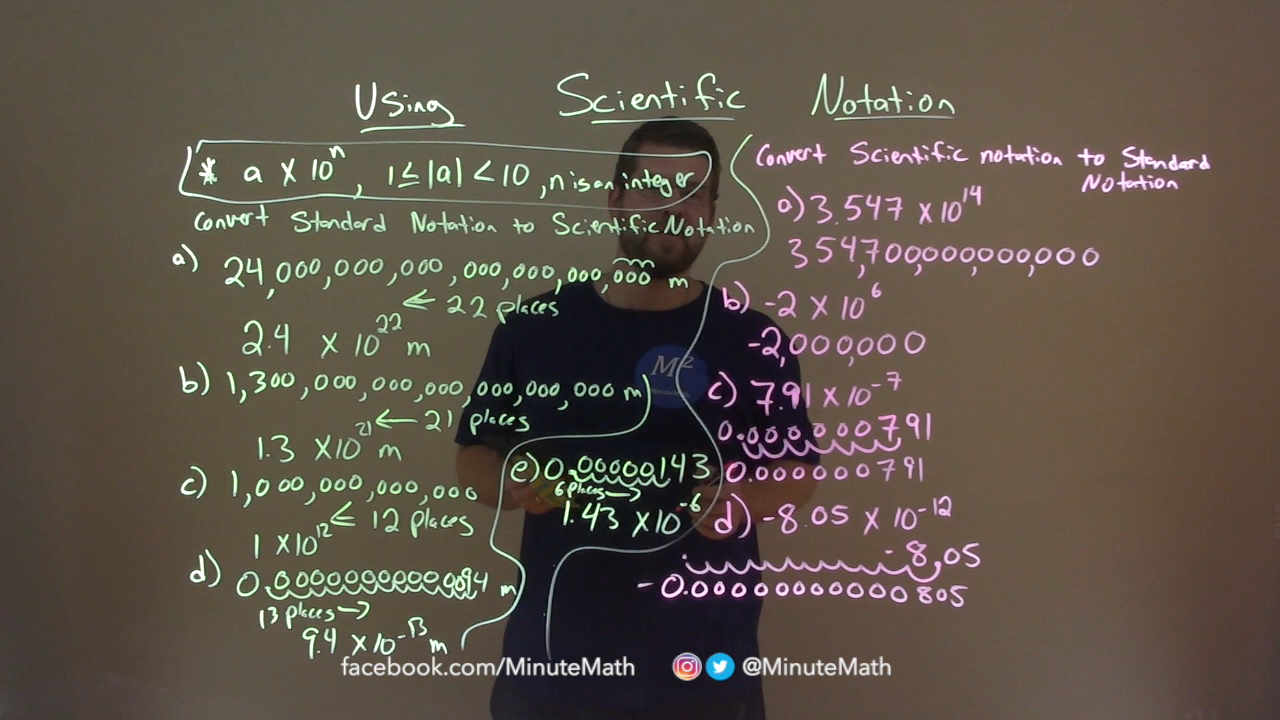 Using Scientific Notation
* a x 10^n, 1 ≤ |a| < 10, n is an integer
Convert Standard Notation to Scientific Notation
a) 24,000,000,000,000,000,000,000 m
← 22 places
2.4 x 10^22 m
b) 1,300,000,000,000,000,000,000 m
← 21 places
1.3 x 10^21 m
c) 1,000,000,000,000
← 12 places
1 x 10^12
d) 0.00000000000094 m
13 places →
9.4 x 10^-13 m
e) 0.00000143
6 places →
1.43 x 10^-6
Convert Scientific notation to Standard
Notation
a) 3.547 x 10^14
354,700,000,000,000
b) -2 x 10^6
-2,000,000
c) 7.91 x 10^-7
0.000000791
0.000000791
d) -8.05 x 10^-12
-8,05
-0.00000000000805
M²
facebook.com/MinuteMath @MinuteMath